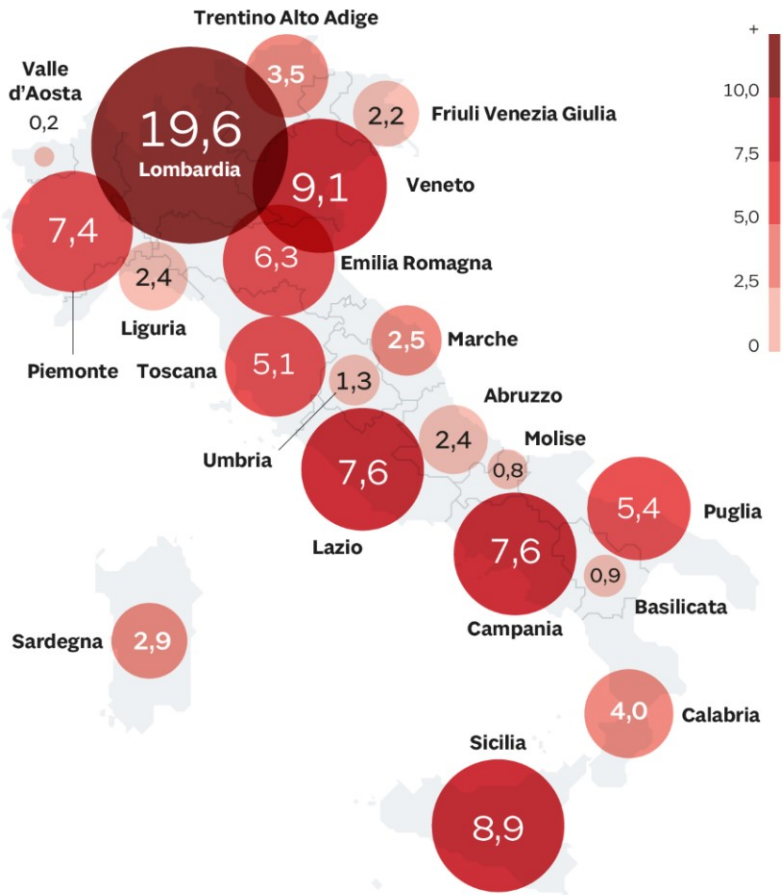 Trentino Alto Adige
3,5
Valle
d'Aosta
0,2
19,6
Lombardia
2,2
Friuli Venezia Giulia
9,1
Veneto
7,4
Piemonte
6,3
Emilia Romagna
2,4
Liguria
2,5
Marche
Toscana
5,1
1,3
Umbria
Abruzzo
2,4
Molise
0,8
7,6
Lazio
5,4
Puglia
7,6
Campania
0,9
Basilicata
Sardegna
2,9
4,0
Calabria
Sicilia
8,9
+
10,0
7,5
5,0
2,5
0